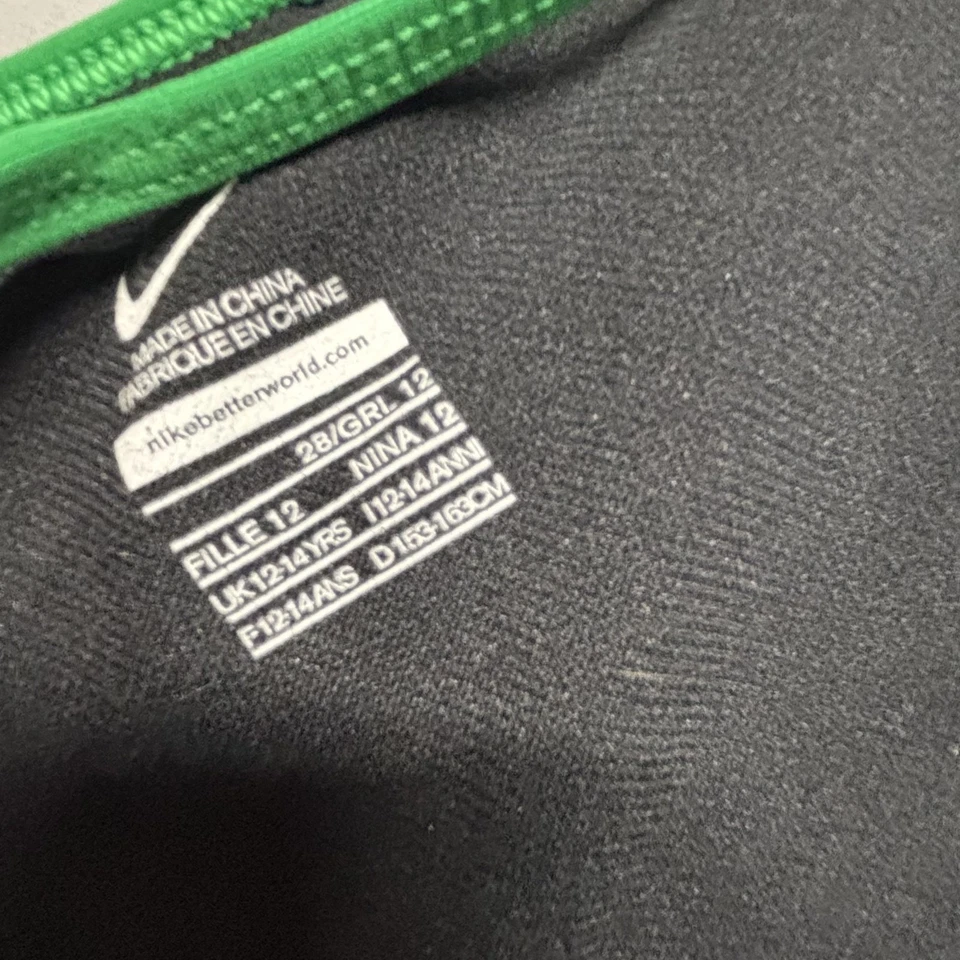 MADE IN CHINA
FABRIQUE EN CHINE
nikebetterworld.com
28/GRL 12
FILLE 12 NINA 12
UK12-14YRS I12-14ANNI
F12-14ANS D153-163CM